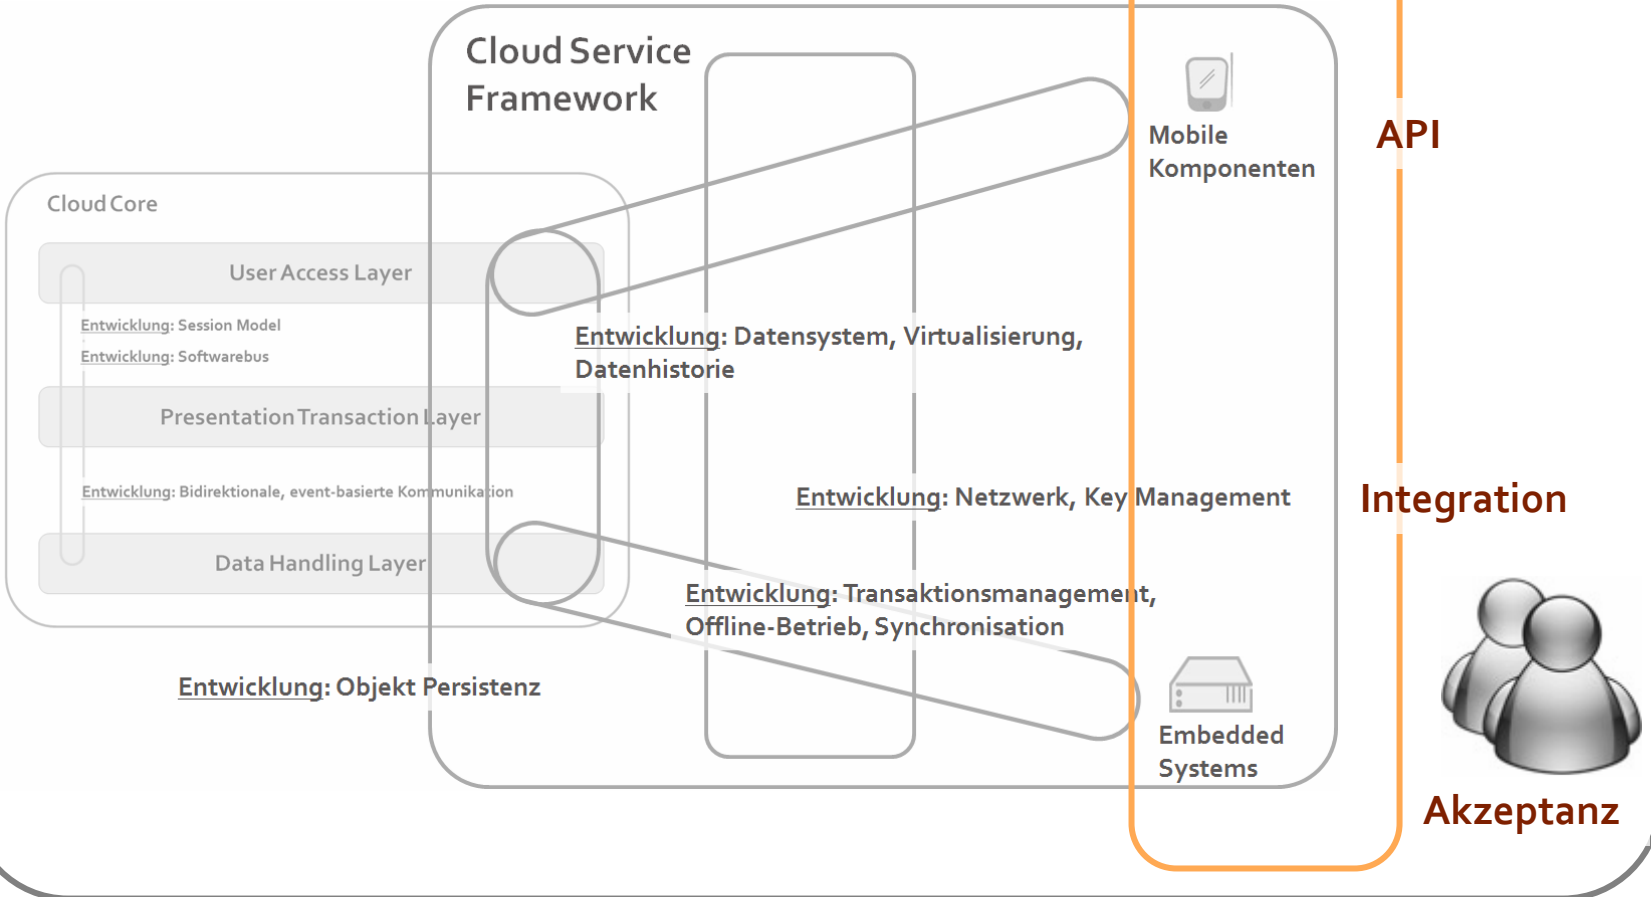 Cloud Service
Framework
Mobile
Komponenten
API
Cloud Core
User Access Layer
Entwicklung: Session Model
Entwicklung: Softwarebus
Entwicklung: Datensystem, Virtualisierung,
Datenhistorie
Presentation Transaction Layer
Entwicklung: Bidirektionale, event-basierte Kommunikation
Entwicklung: Netzwerk, Key Management
Integration
Data Handling Layer
Entwicklung: Transaktionsmanagement,
Offline-Betrieb, Synchronisation
Entwicklung: Objekt Persistenz
Embedded
Systems
Akzeptanz